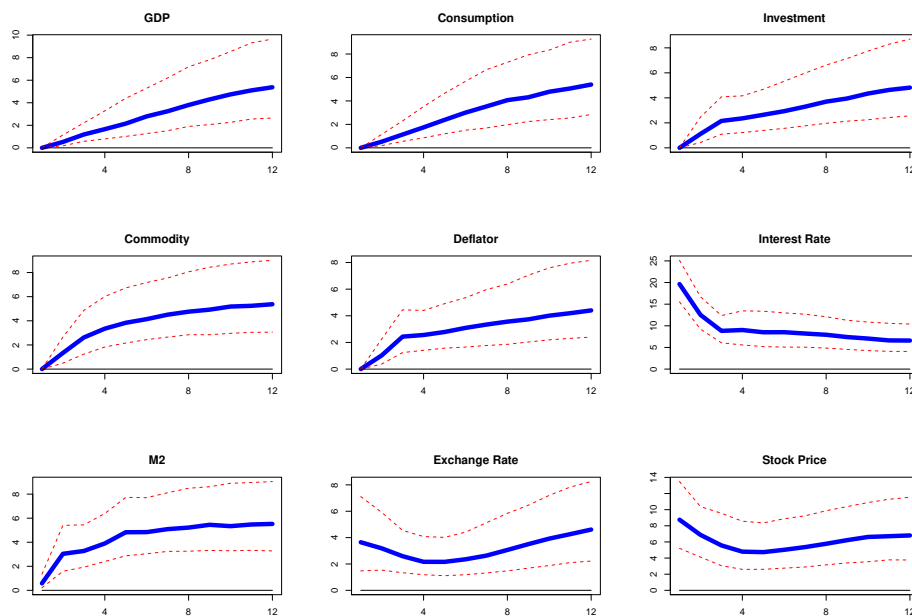 GDP
Consumption
Investment
0 2 4 6 8 10
4 8 12
0 2 4 6 8
4 8 12
0 2 4 6 8
4 8 12
Commodity
Deflator
Interest Rate
0 2 4 6 8
4 8 12
0 2 4 6 8
4 8 12
0 5 10 15 20 25
4 8 12
M2
Exchange Rate
Stock Price
0 2 4 6 8
4 8 12
0 2 4 6 8
4 8 12
0 2 4 6 8 10 14
4 8 12